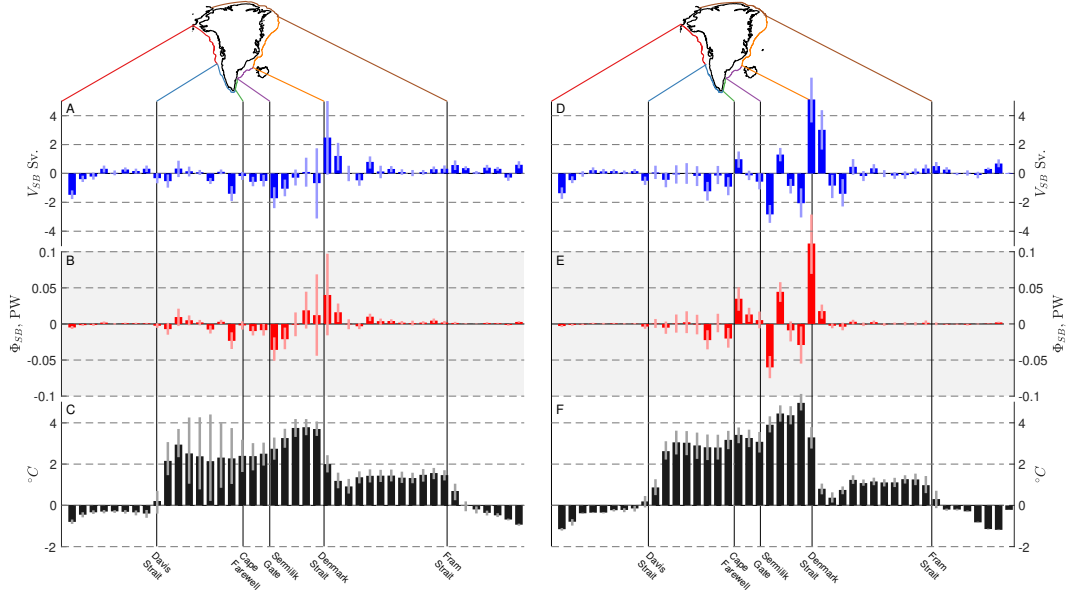 A
4
2
0
-2
-4
V_SB Sv.
B
0.1
0.05
0
-0.05
-0.1
Φ_SB, PW
C
4
2
0
-2
°C
Davis
Strait
Cape
Farewell
Sermilik
Gate
Denmark
Strait
Fram
Strait
D
4
2
0
-2
-4
V_SB Sv.
E
0.1
0.05
0
-0.05
-0.1
Φ_SB, PW
F
4
2
0
-2
°C
Davis
Strait
Cape
Farewell
Sermilik
Gate
Denmark
Strait
Fram
Strait